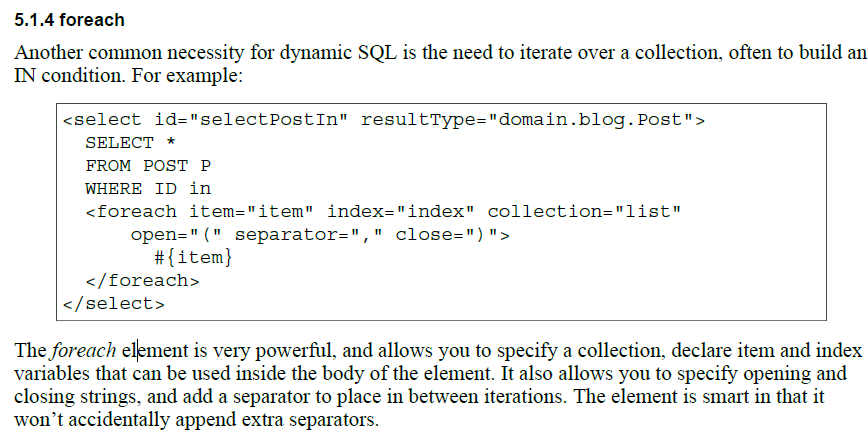 5.1.4 foreach
Another common necessity for dynamic SQL is the need to iterate over a collection, often to build an
IN condition. For example:
<select id="selectPostIn" resultType="domain.blog.Post">
SELECT *
FROM POST P
WHERE ID in
<foreach item="item" index="index" collection="list"
open="(" separator="," close=")">
#{item}
</foreach>
</select>
The foreach element is very powerful, and allows you to specify a collection, declare item and index
variables that can be used inside the body of the element. It also allows you to specify opening and
closing strings, and add a separator to place in between iterations. The element is smart in that it
won’t accidentally append extra separators.